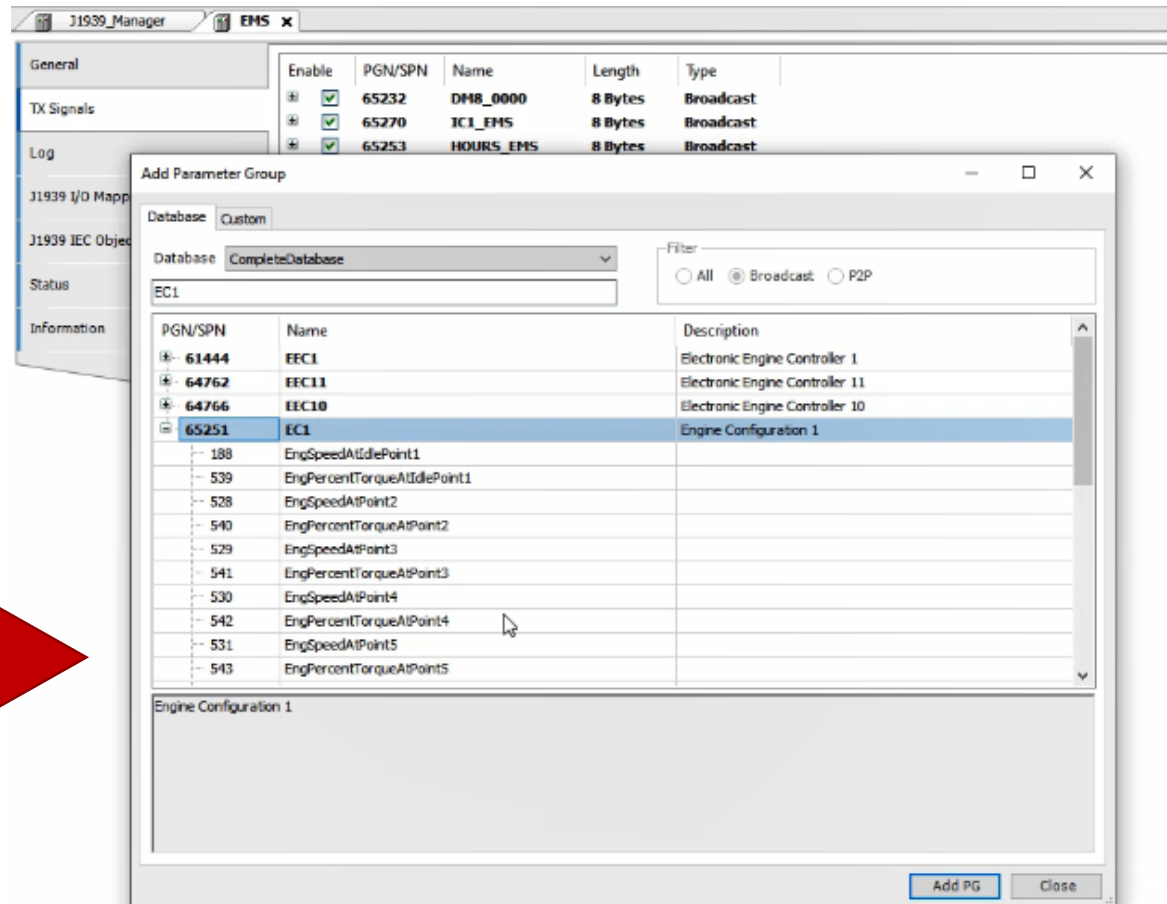 J1939_Manager EMS x
General
TX Signals
Log
J1939 I/O Mapp
J1939 IEC Objec
Status
Information
Enable PGN/SPN Name Length Type
65232 DM8_0000 8 Bytes Broadcast
65270 IC1_EMS 8 Bytes Broadcast
65253 HOURS_EMS 8 Bytes Broadcast
Add Parameter Group
Database Custom
Database CompleteDatabase
Filter
All Broadcast P2P
EC1
PGN/SPN Name Description
61444 EEC1 Electronic Engine Controller 1
64762 EEC11 Electronic Engine Controller 11
64766 EEC10 Electronic Engine Controller 10
65251 EC1 Engine Configuration 1
188 EngSpeedAtIdlePoint1
539 EngPercentTorqueAtIdlePoint1
528 EngSpeedAtPoint2
540 EngPercentTorqueAtPoint2
529 EngSpeedAtPoint3
541 EngPercentTorqueAtPoint3
530 EngSpeedAtPoint4
542 EngPercentTorqueAtPoint4
531 EngSpeedAtPoint5
543 EngPercentTorqueAtPoint5
Engine Configuration 1
Add PG Close